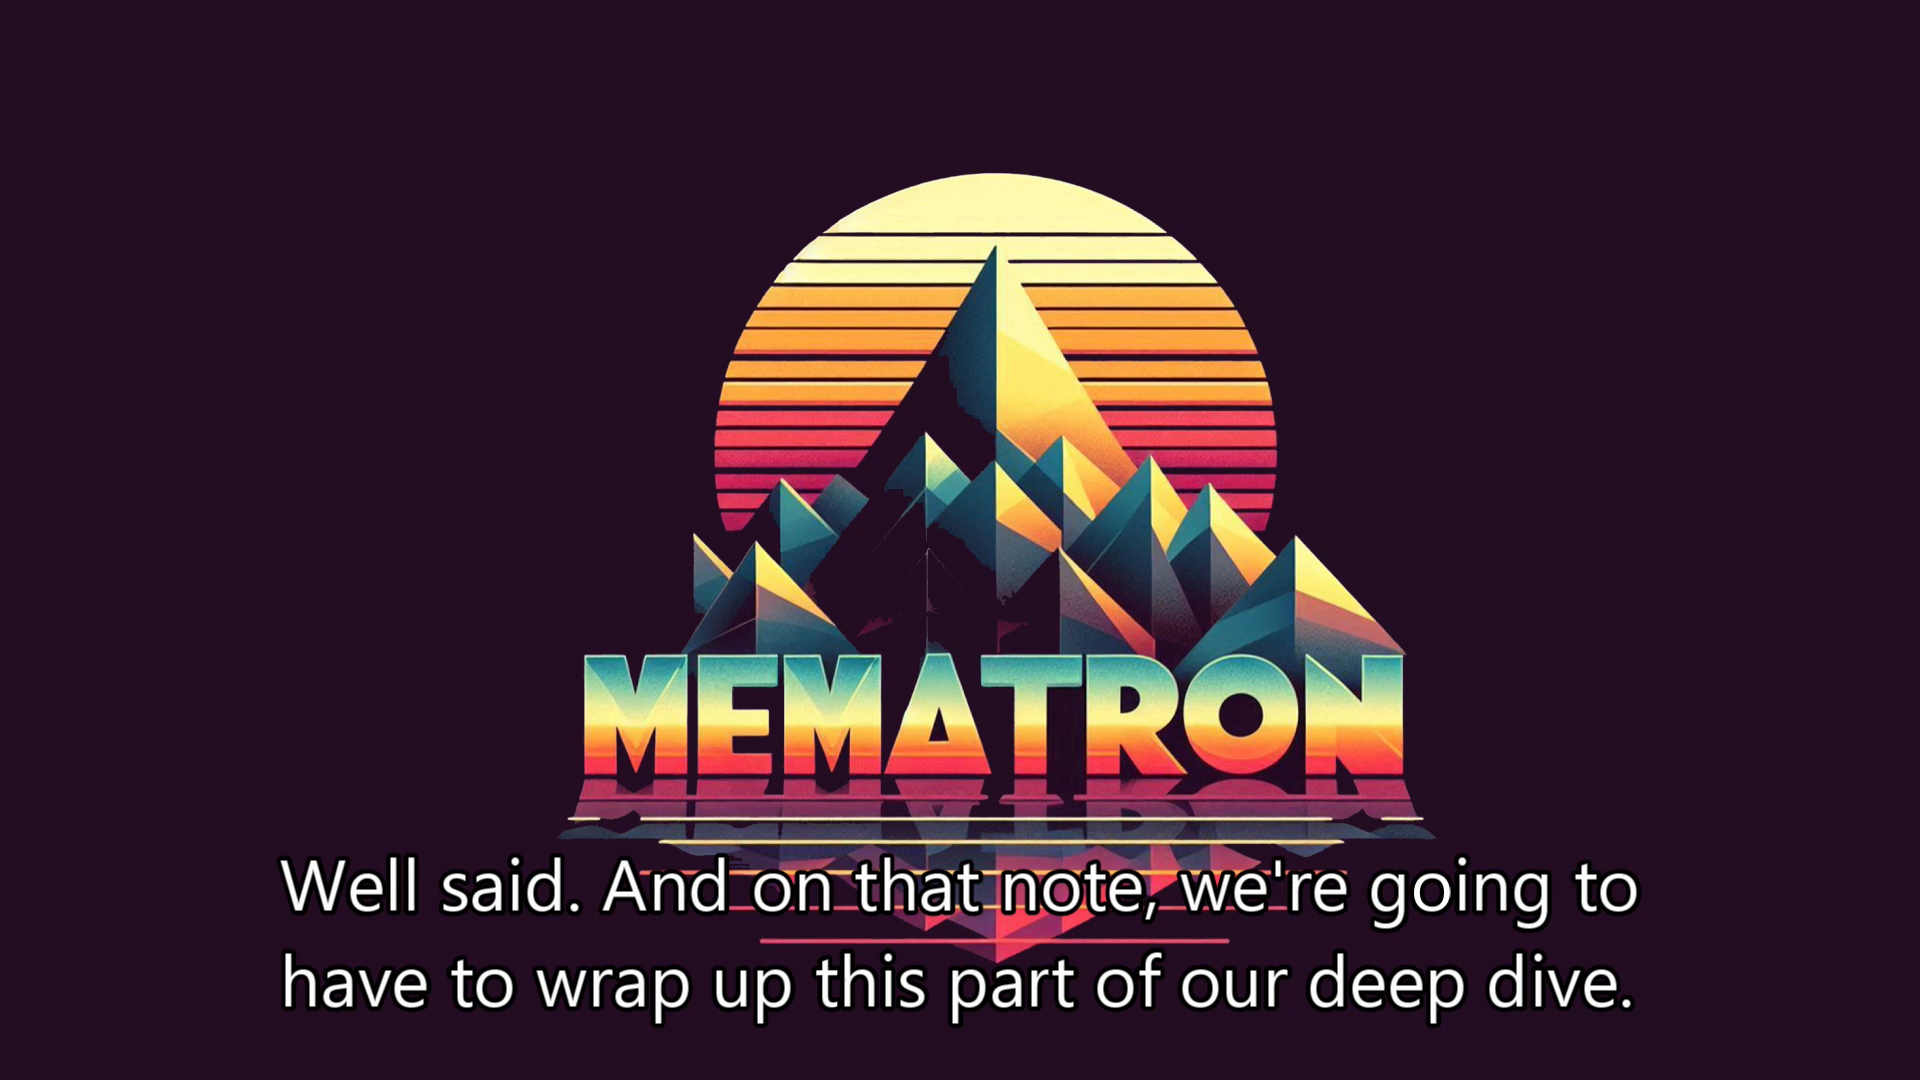 MEMATRON
Well said. And on that note, we're going to
have to wrap up this part of our deep dive.